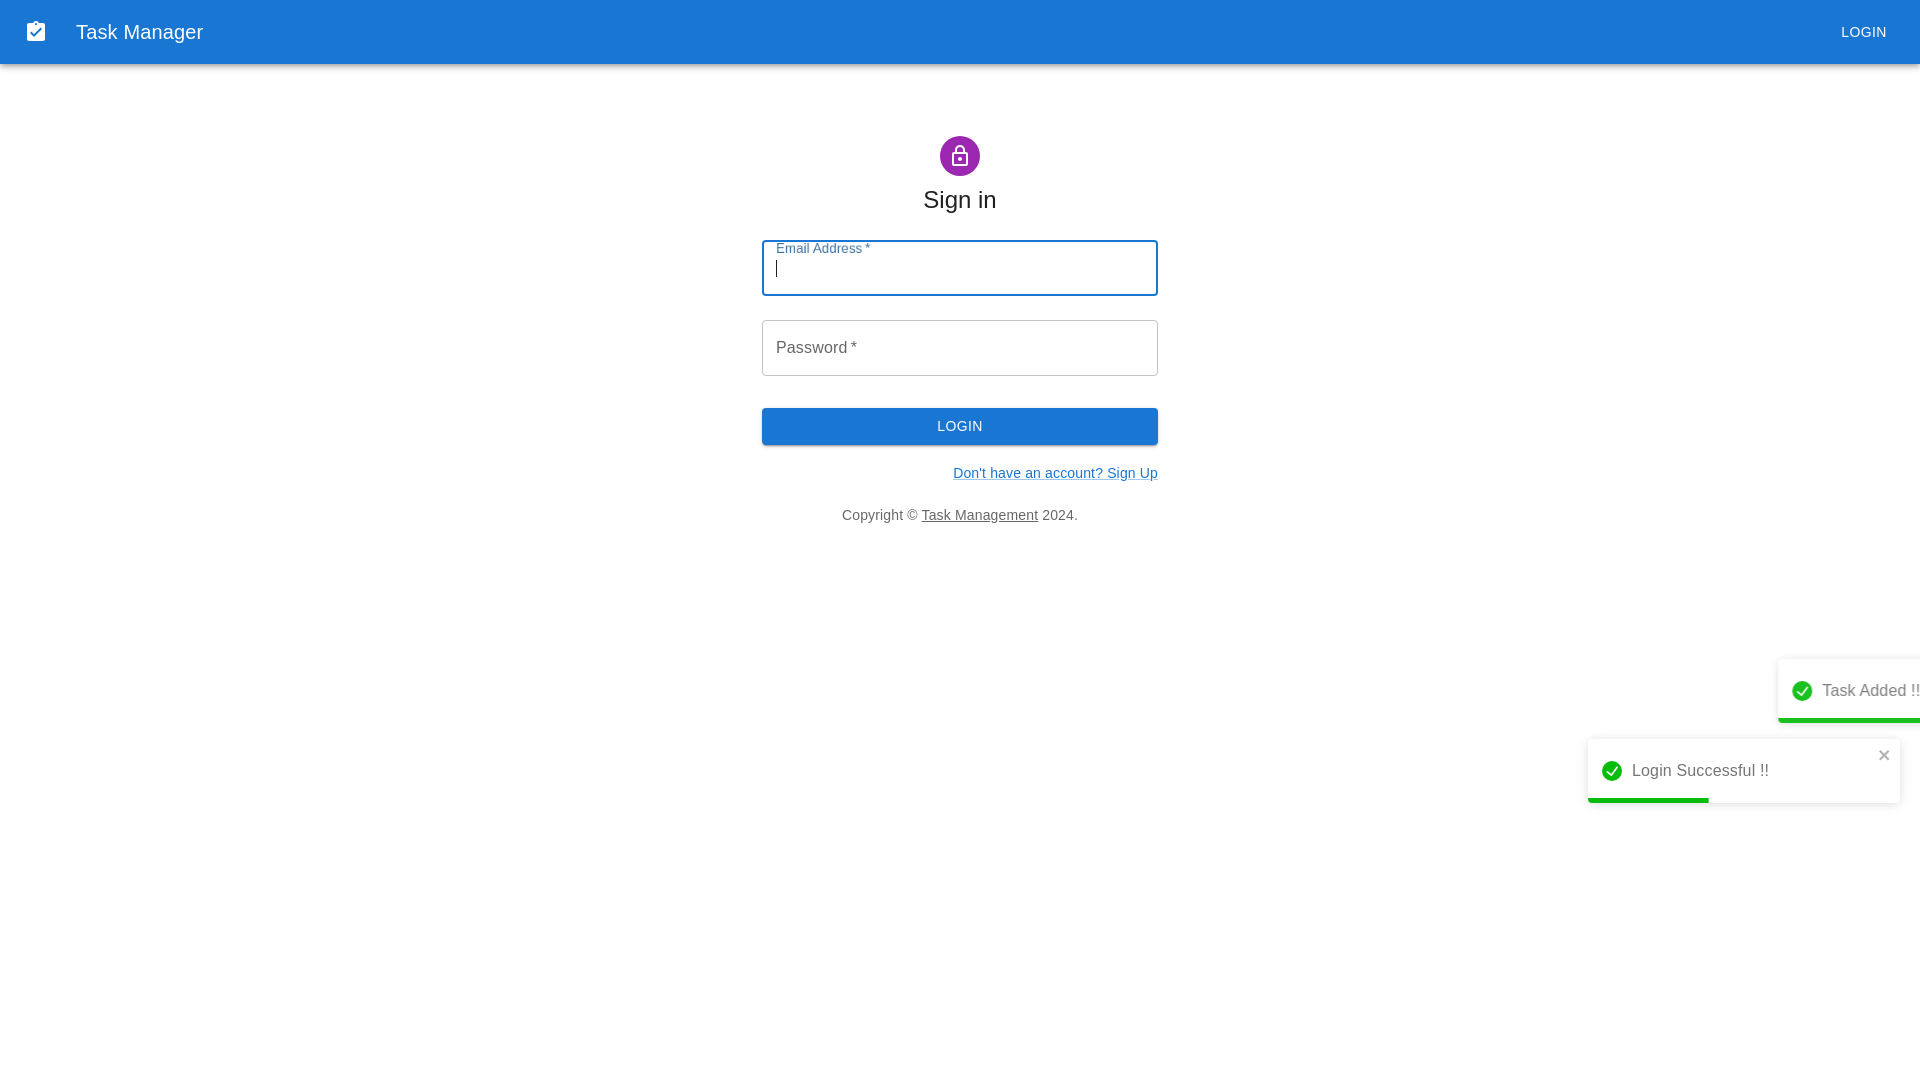 Task Manager
LOGIN
Sign in
Email Address *
Password *
LOGIN
Don't have an account? Sign Up
Copyright © Task Management 2024.
Task Added !!
Login Successful !!